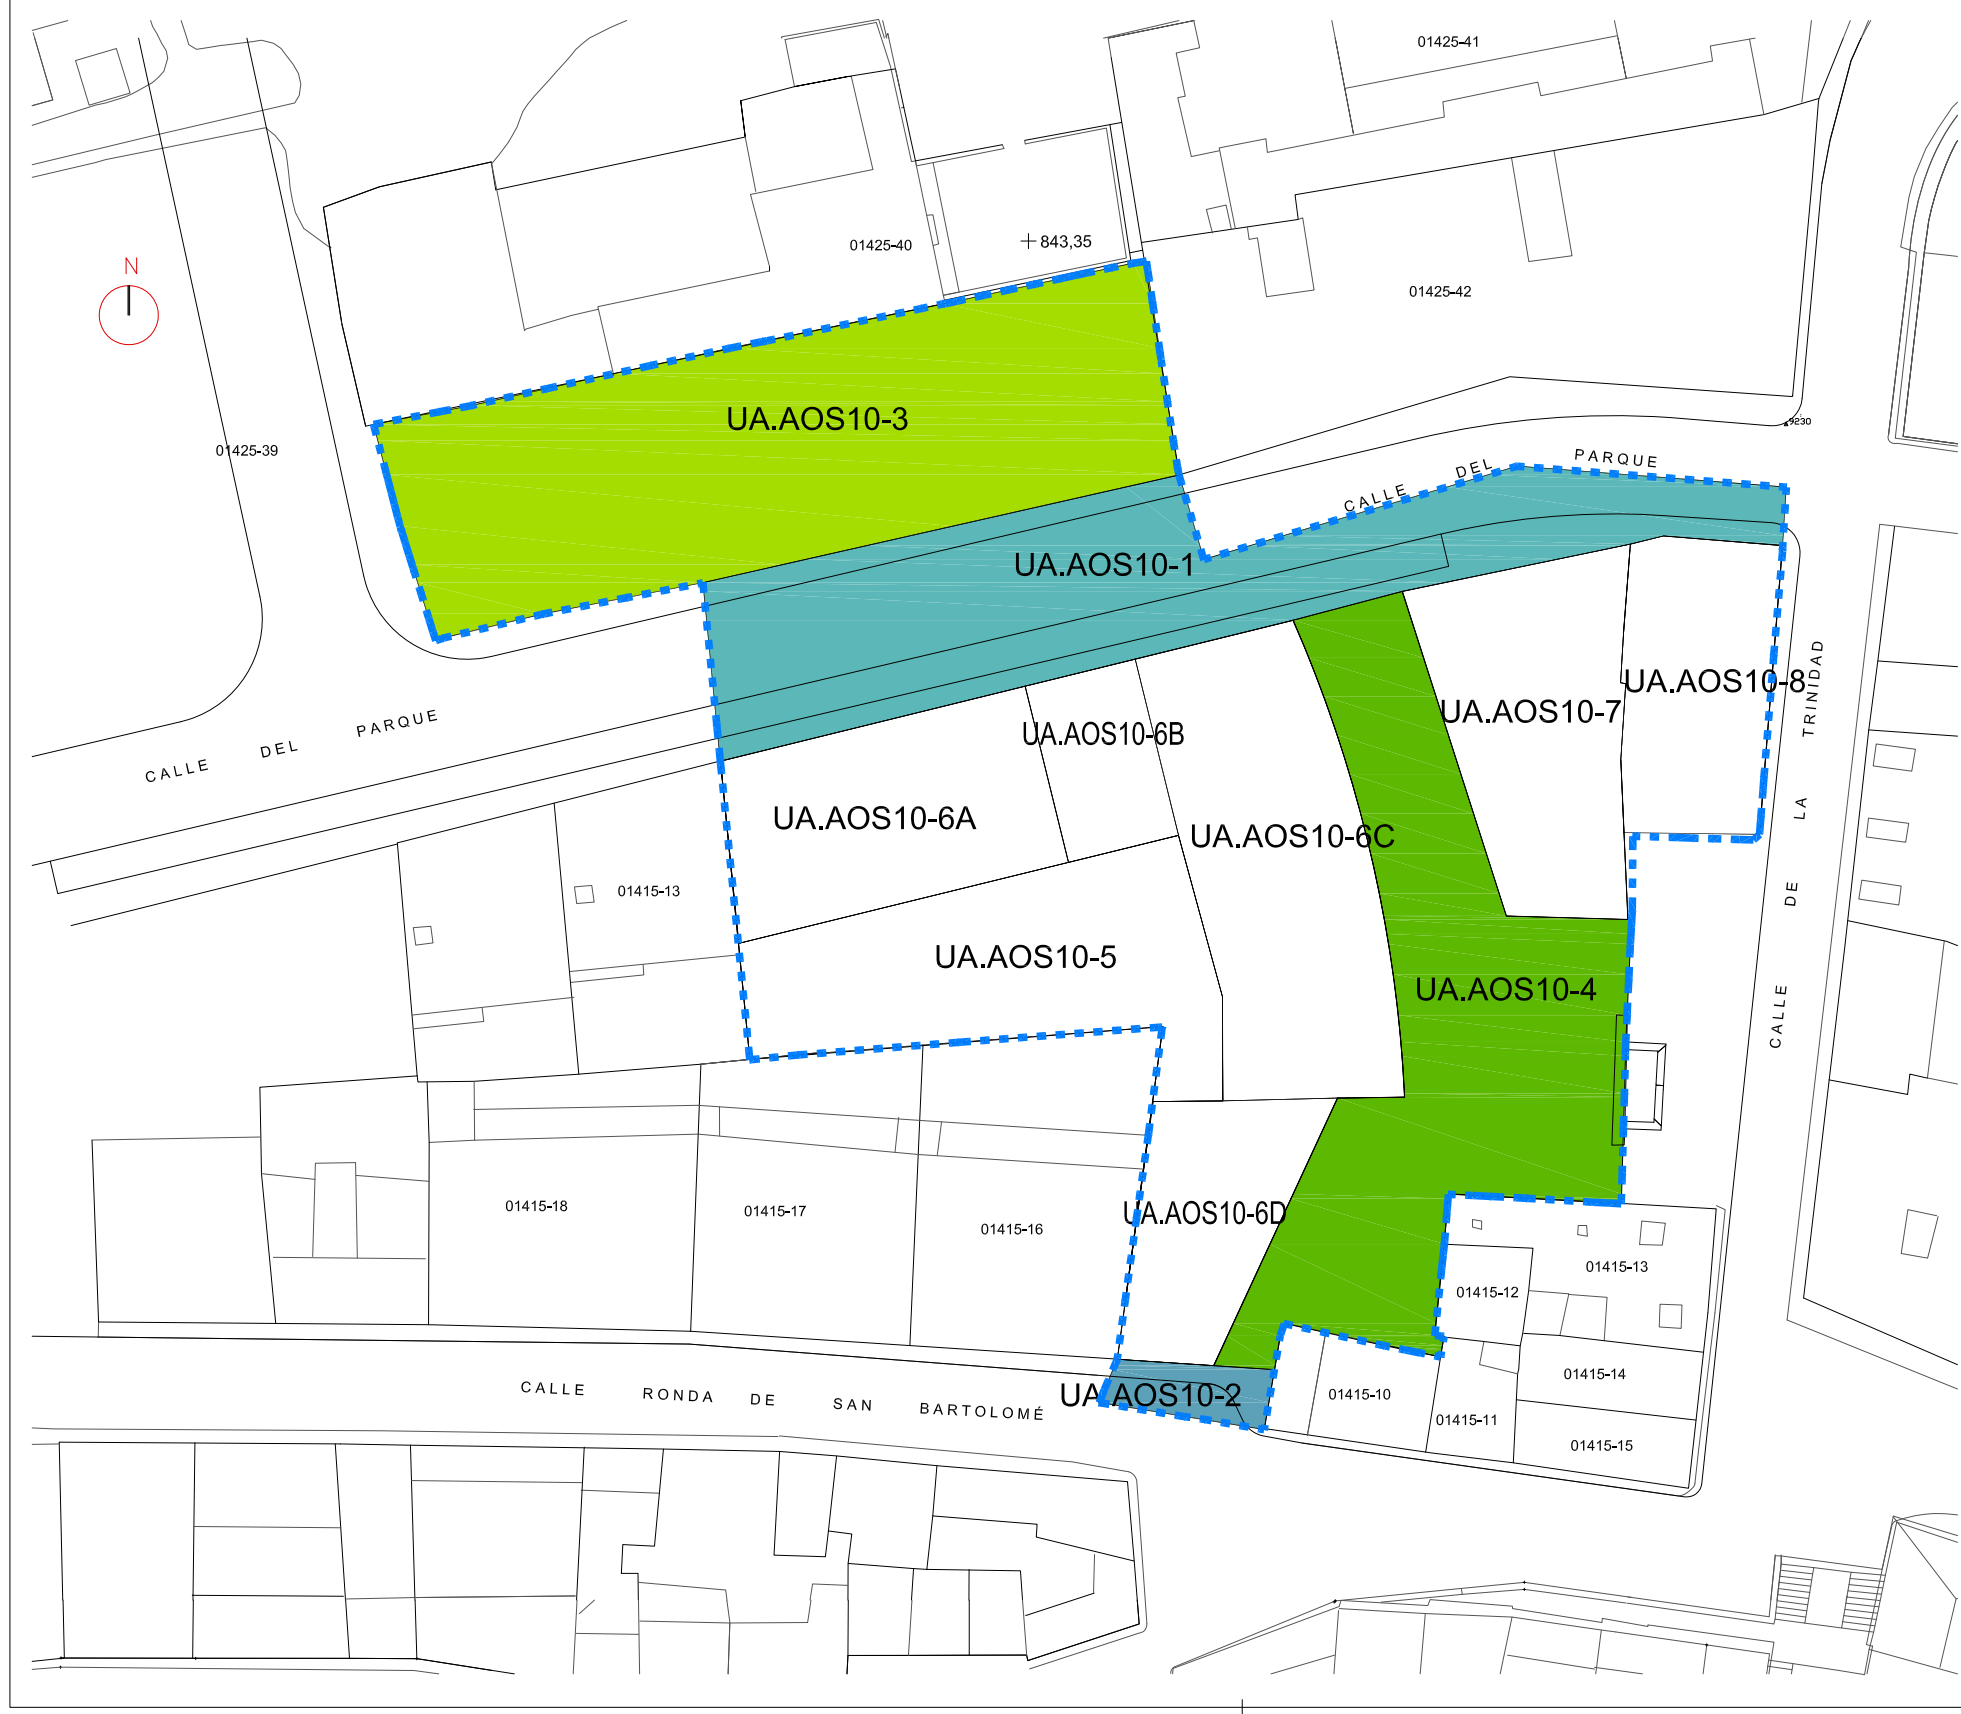 01425-41
01425-40
843,35
N
01425-42
UA.AOS10-3
9230
01425-39
CALLE DEL PARQUE
UA.AOS10-1
UA.AOS10-8
CALLE DE LA TRINIDAD
UA.AOS10-7
CALLE DEL PARQUE
UA.AOS10-6B
UA.AOS10-6A
UA.AOS10-6C
01415-13
UA.AOS10-5
UA.AOS10-4
01415-18
01415-17
01415-16
UA.AOS10-6D
01415-13
01415-12
01415-14
CALLE RONDA DE SAN BARTOLOMÉ
UA.AOS10-2
01415-10
01415-11
01415-15